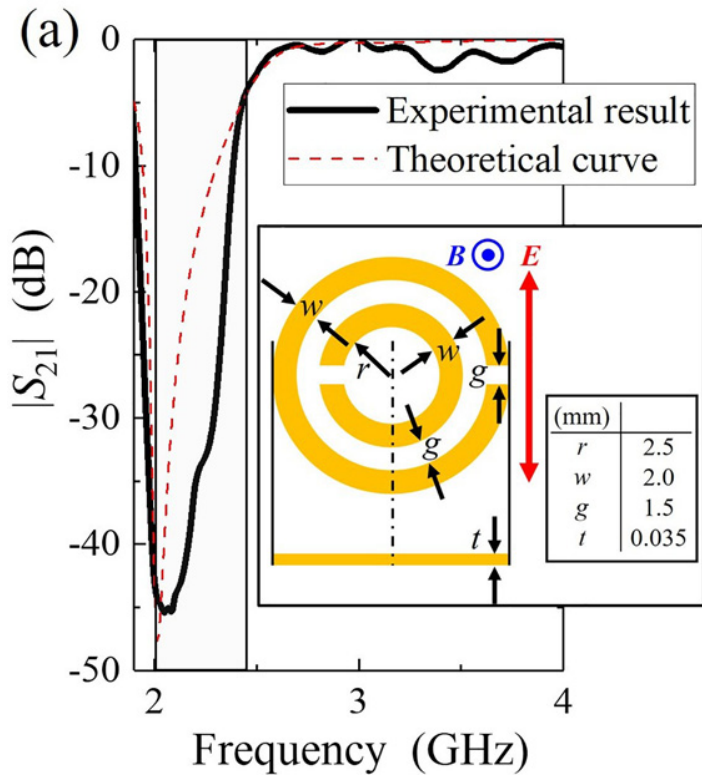 (a)
0
-10
-20
-30
-40
-50
|S21| (dB)
Experimental result
Theoretical curve
B E
w
r
w
g
g
t
(mm)
r 2.5
w 2.0
g 1.5
t 0.035
2 3 4
Frequency (GHz)